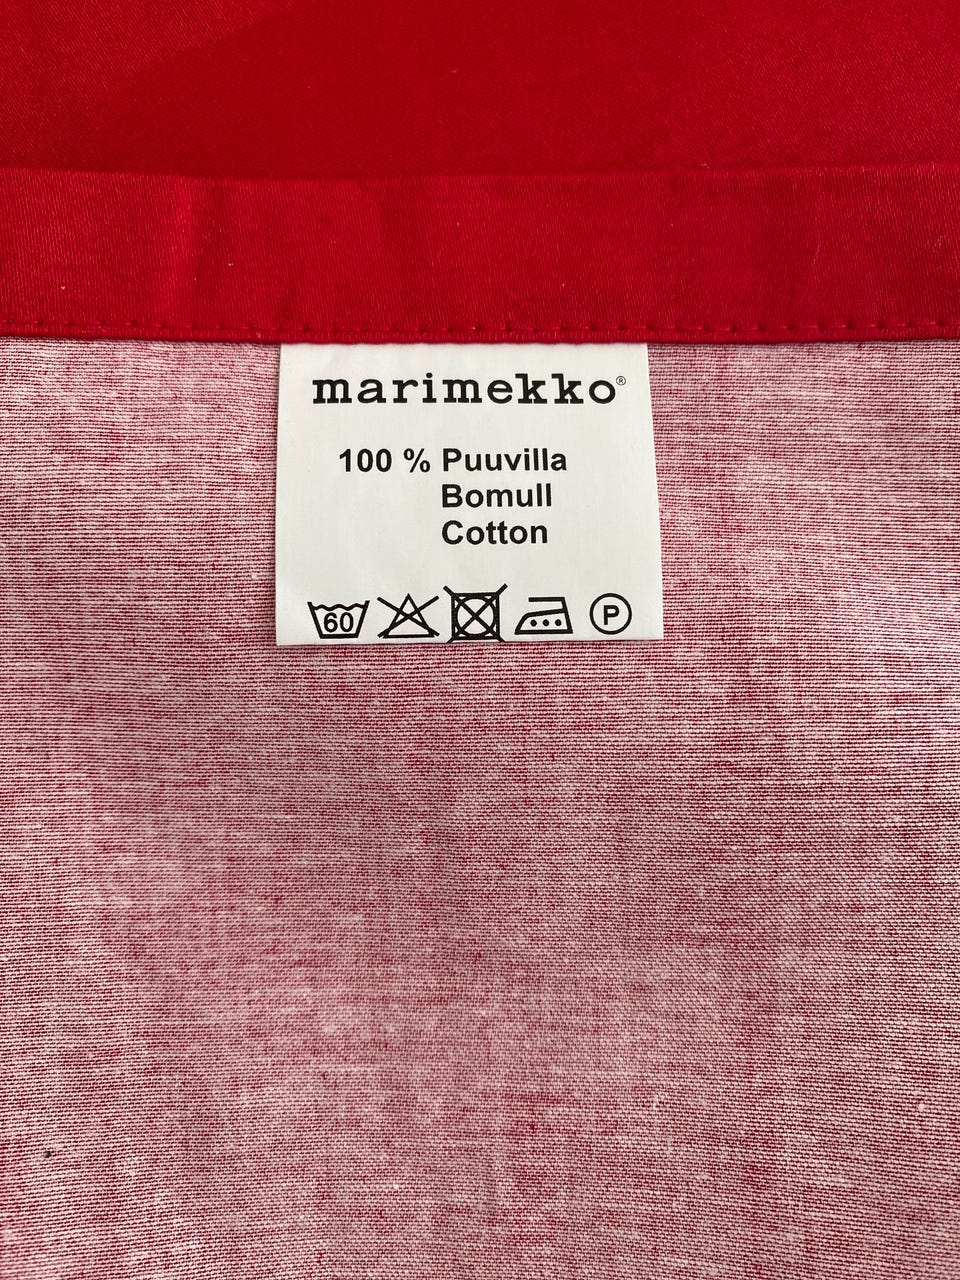 marimekko®
100 % Puuvilla
Bomull
Cotton
60 P